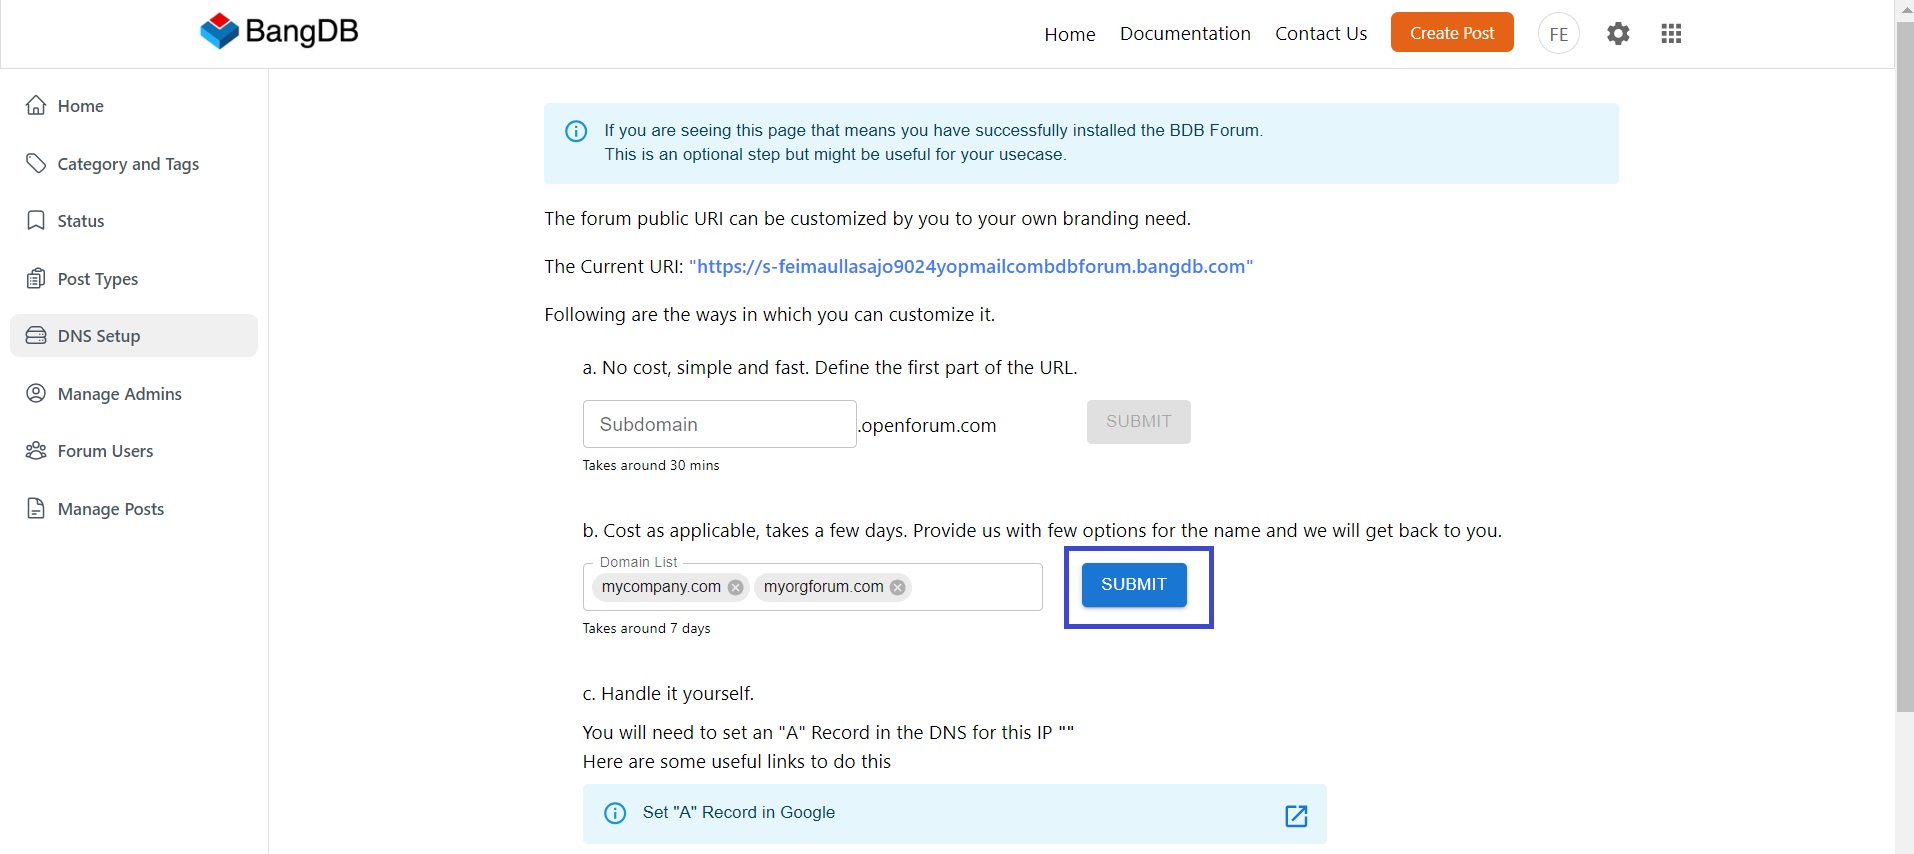 BangDB
Home Documentation Contact Us Create Post FE
Home
Category and Tags
Status
Post Types
DNS Setup
Manage Admins
Forum Users
Manage Posts
If you are seeing this page that means you have successfully installed the BDB Forum.
This is an optional step but might be useful for your usecase.
The forum public URI can be customized by you to your own branding need.
The Current URI: "https://s-feimaullasajo9024yopmailcombdbforum.bangdb.com"
Following are the ways in which you can customize it.
a. No cost, simple and fast. Define the first part of the URL.
Subdomain .openforum.com SUBMIT
Takes around 30 mins
b. Cost as applicable, takes a few days. Provide us with few options for the name and we will get back to you.
Domain List
mycompany.com myorgforum.com SUBMIT
Takes around 7 days
c. Handle it yourself.
You will need to set an "A" Record in the DNS for this IP ""
Here are some useful links to do this
Set "A" Record in Google